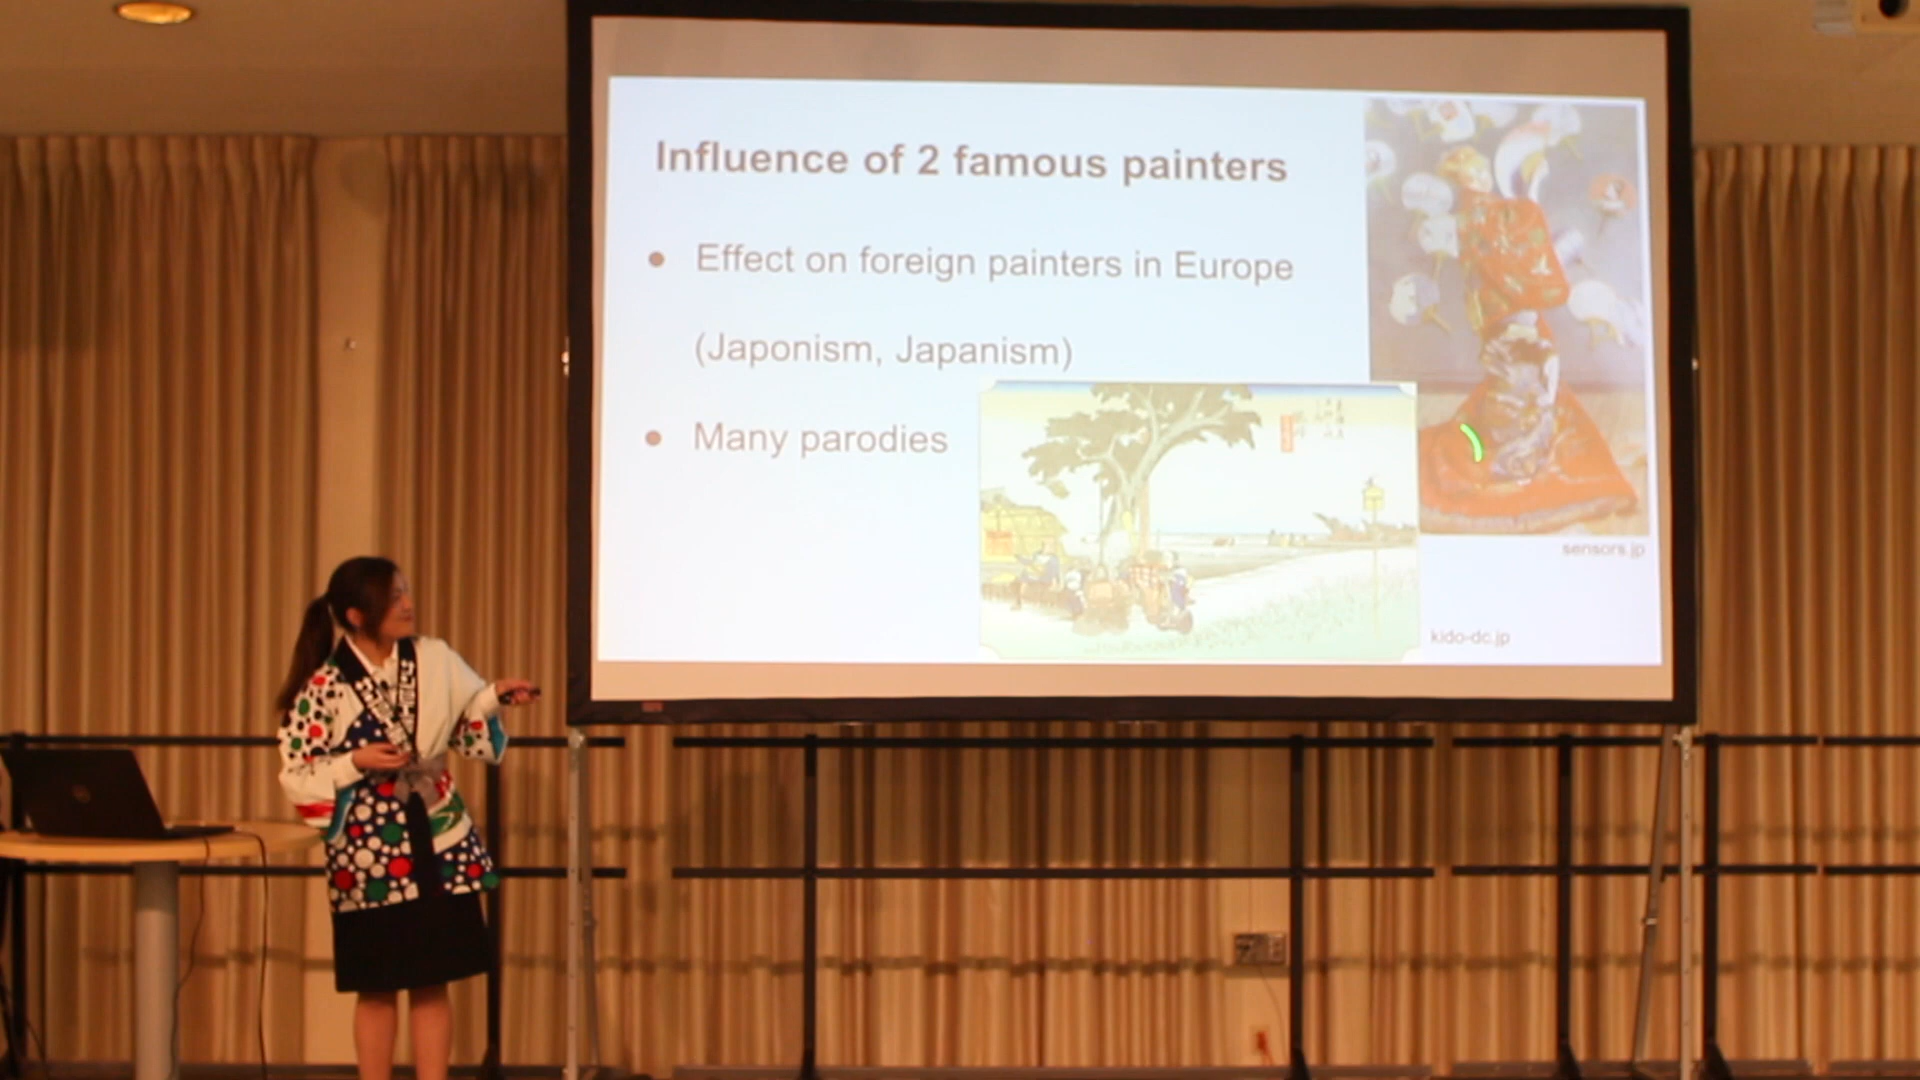 Influence of 2 famous painters
● Effect on foreign painters in Europe
(Japonism, Japanism)
● Many parodies
sensors.jp
kido-dc.jp